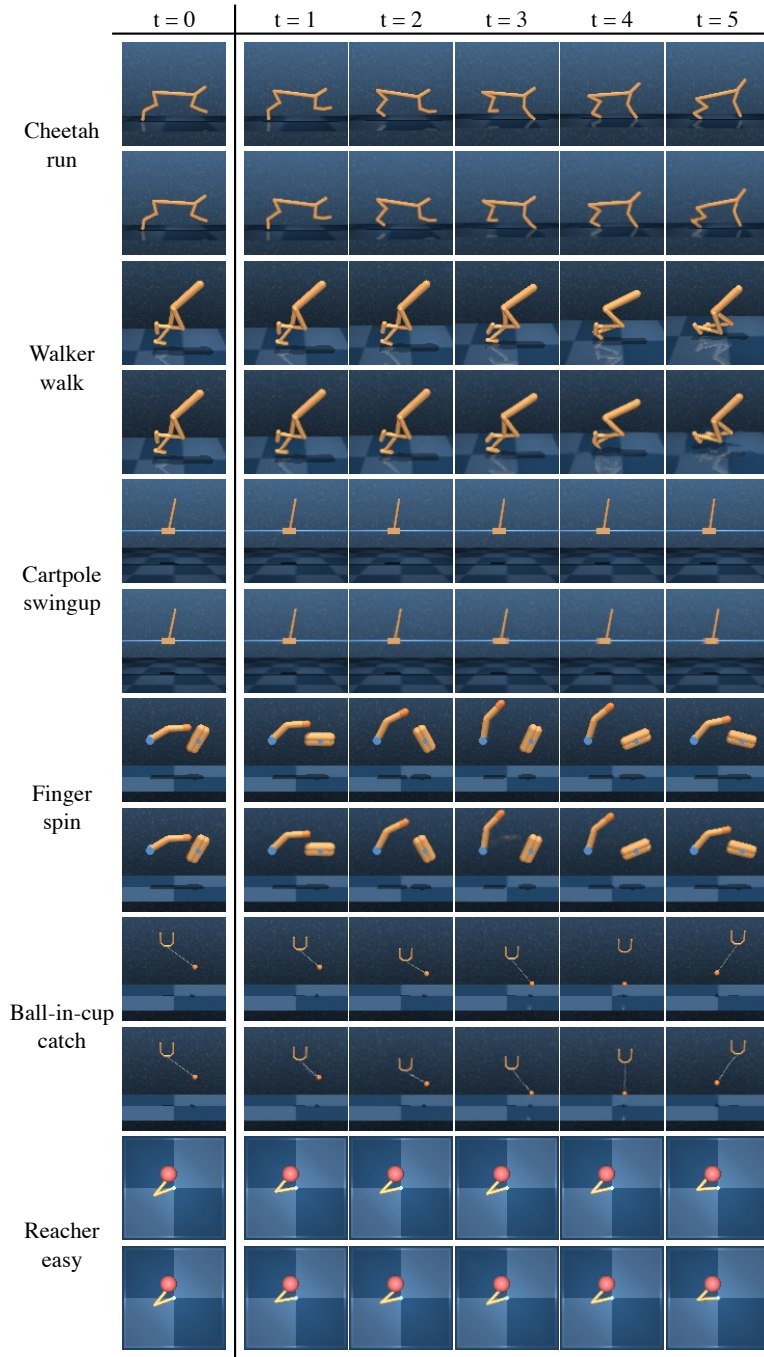 t = 0 t = 1 t = 2 t = 3 t = 4 t = 5
Cheetah
run
Walker
walk
Cartpole
swingup
Finger
spin
Ball-in-cup
catch
Reacher
easy